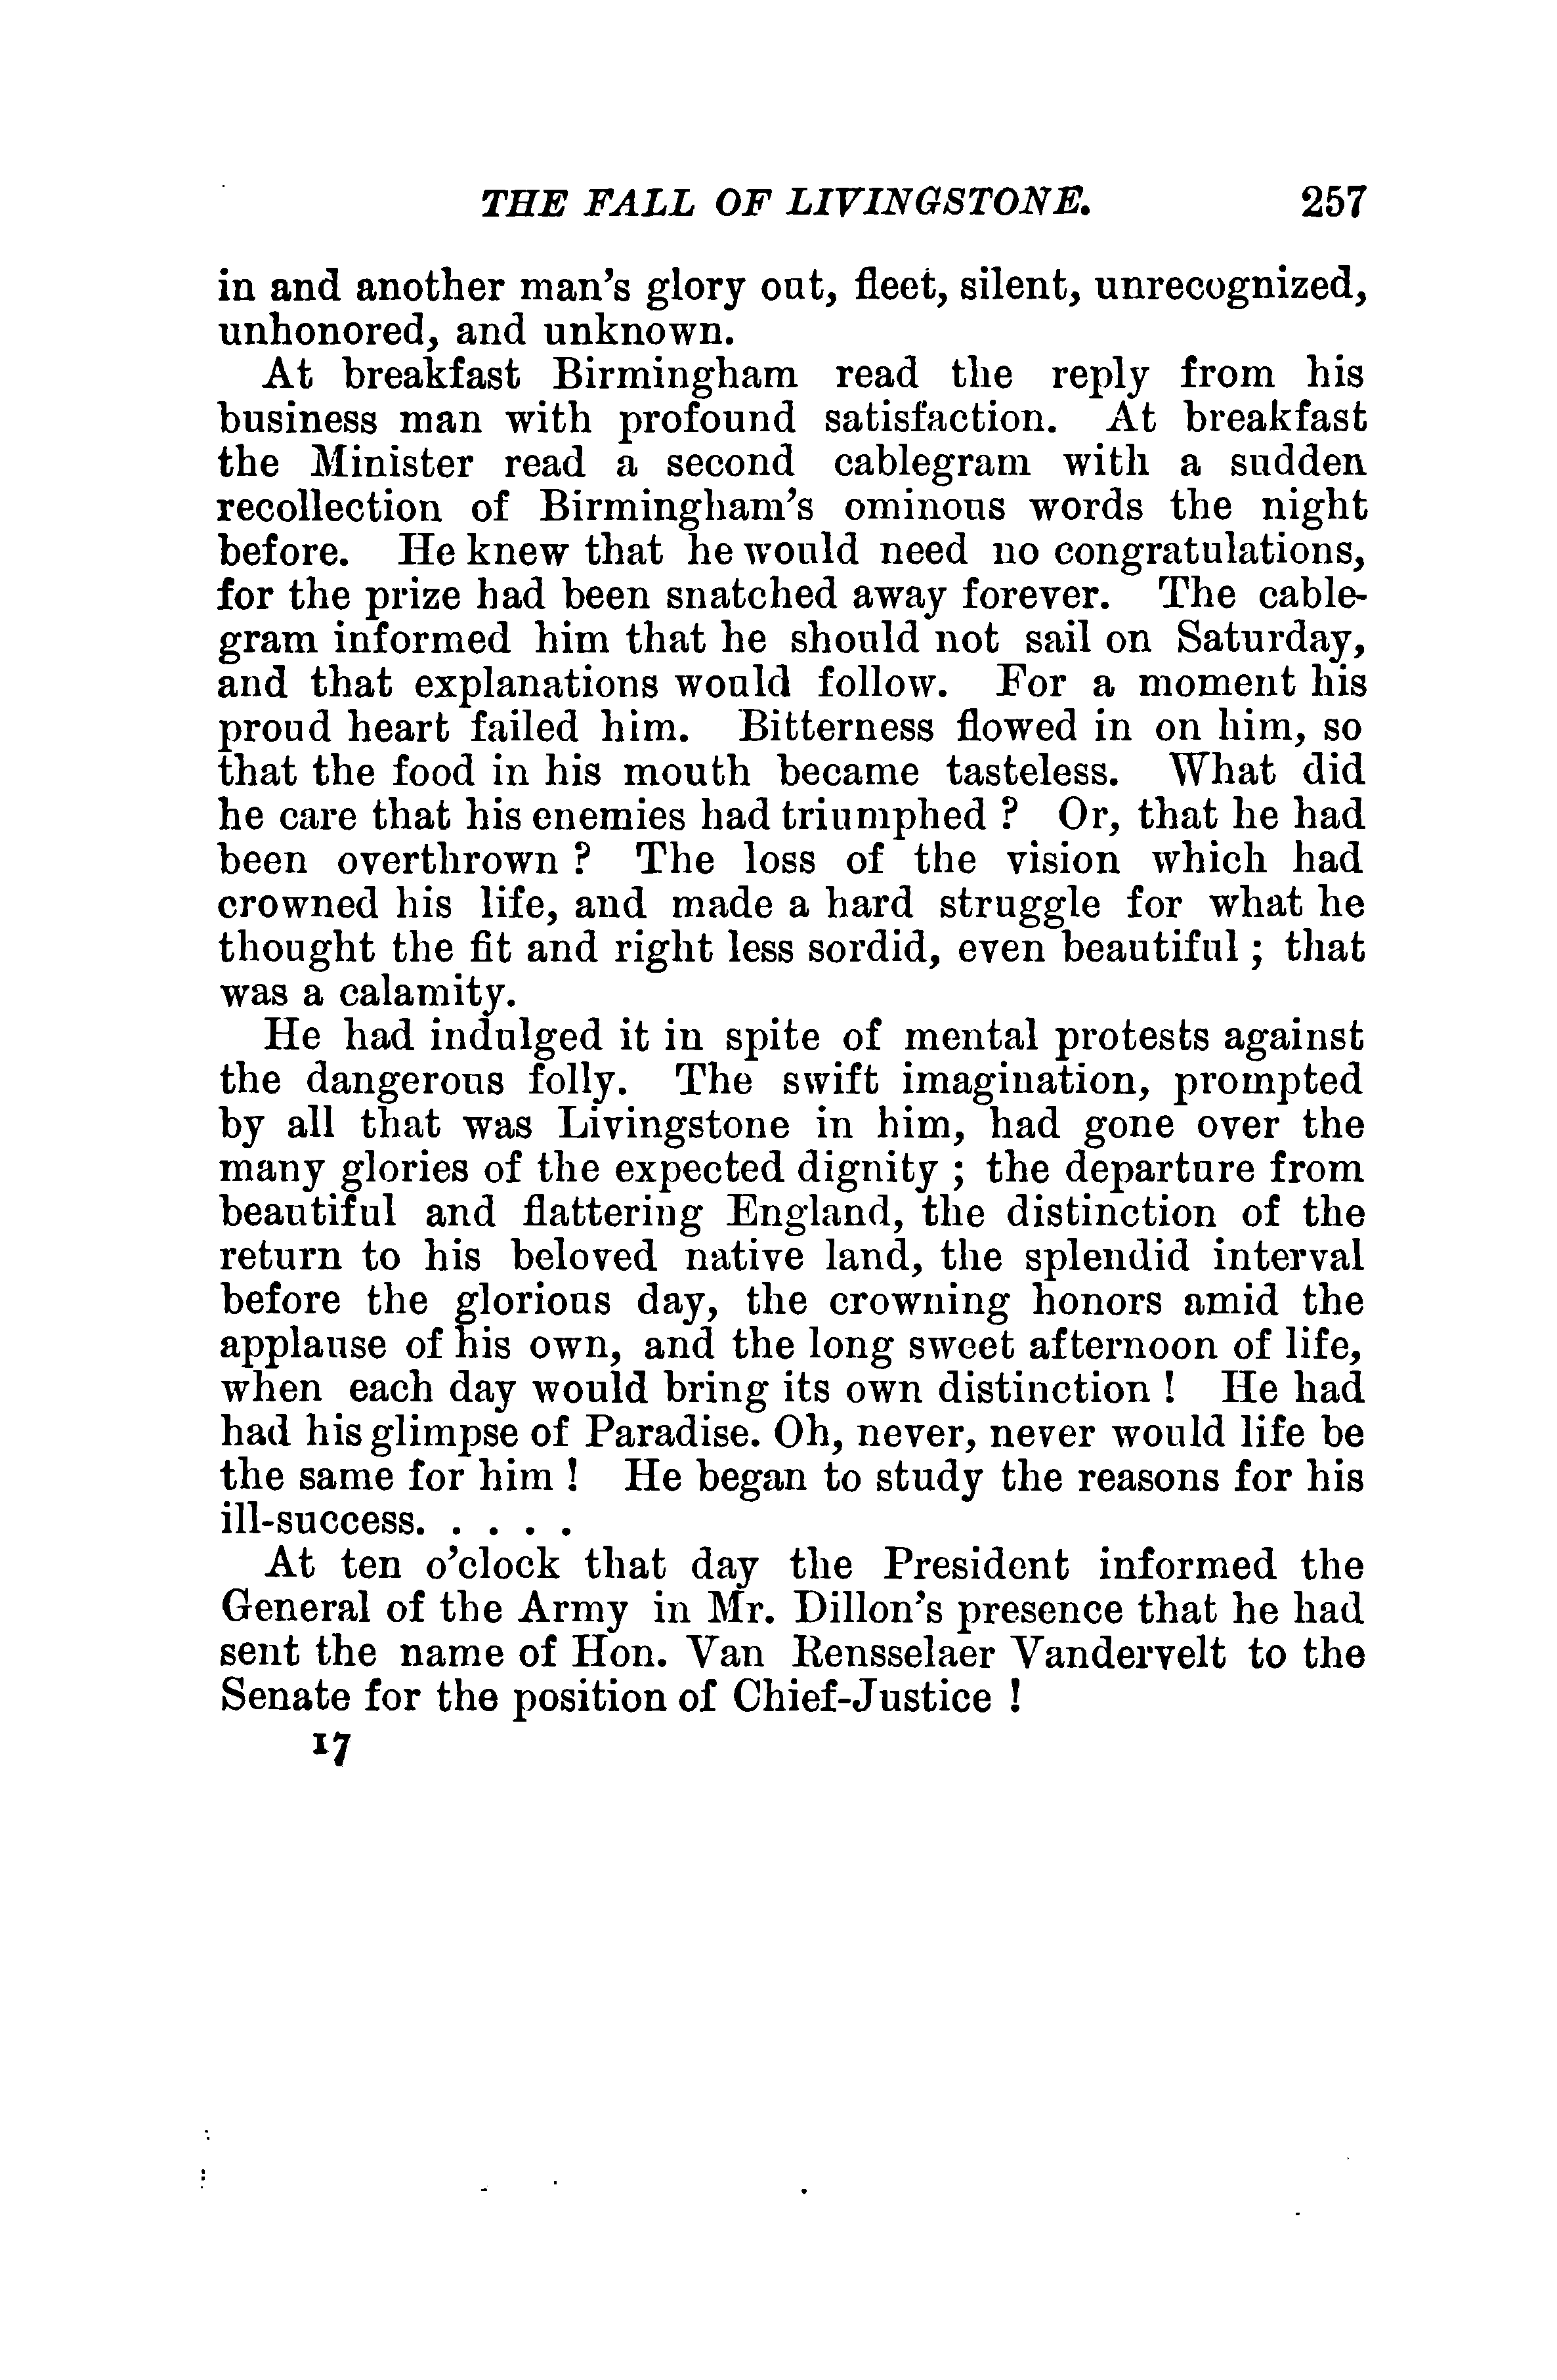 THE FALL OF LIVINGSTONE. 257
in and another man's glory out, fleet, silent, unrecognized,
unhonored, and unknown.
At breakfast Birmingham read the reply from his
business man with profound satisfaction. At breakfast
the Minister read a second cablegram with a sudden
recollection of Birmingham's ominous words the night
before. He knew that he would need no congratulations,
for the prize had been snatched away forever. The cable-
gram informed him that he should not sail on Saturday,
and that explanations would follow. For a moment his
proud heart failed him. Bitterness flowed in on him, so
that the food in his mouth became tasteless. What did
he care that his enemies had triumphed ? Or, that he had
been overthrown ? The loss of the vision which had
crowned his life, and made a hard struggle for what he
thought the fit and right less sordid, even beautiful ; that
was a calamity.
He had indulged it in spite of mental protests against
the dangerous folly. The swift imagination, prompted
by all that was Livingstone in him, had gone over the
many glories of the expected dignity ; the departure from
beautiful and flattering England, the distinction of the
return to his beloved native land, the splendid interval
before the glorious day, the crowning honors amid the
applause of his own, and the long sweet afternoon of life,
when each day would bring its own distinction ! He had
had his glimpse of Paradise. Oh, never, never would life be
the same for him ! He began to study the reasons for his
ill-success. . . . .
At ten o'clock that day the President informed the
General of the Army in Mr. Dillon's presence that he had
sent the name of Hon. Van Rensselaer Vandervelt to the
Senate for the position of Chief-Justice !
17